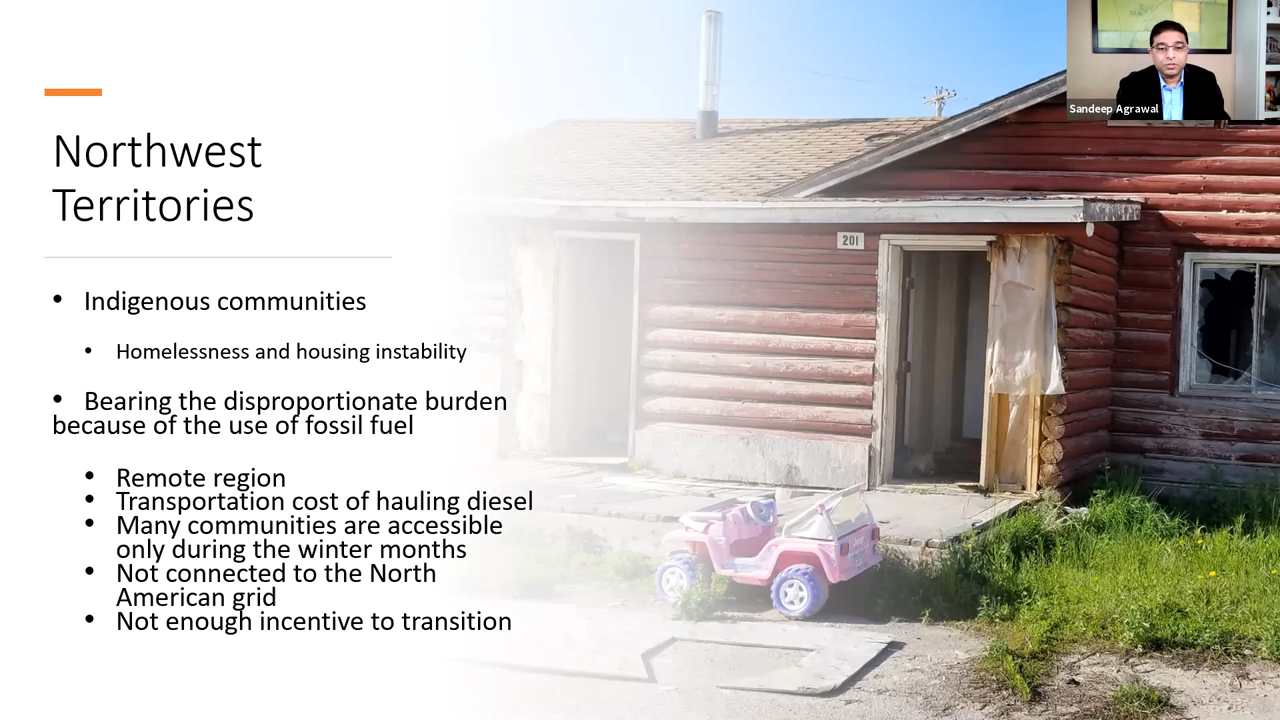 Sandeep Agrawal
Northwest
Territories
201
• Indigenous communities
• Homelessness and housing instability
• Bearing the disproportionate burden
because of the use of fossil fuel
• Remote region
• Transportation cost of hauling diesel
• Many communities are accessible
only during the winter months
• Not connected to the North
American grid
• Not enough incentive to transition